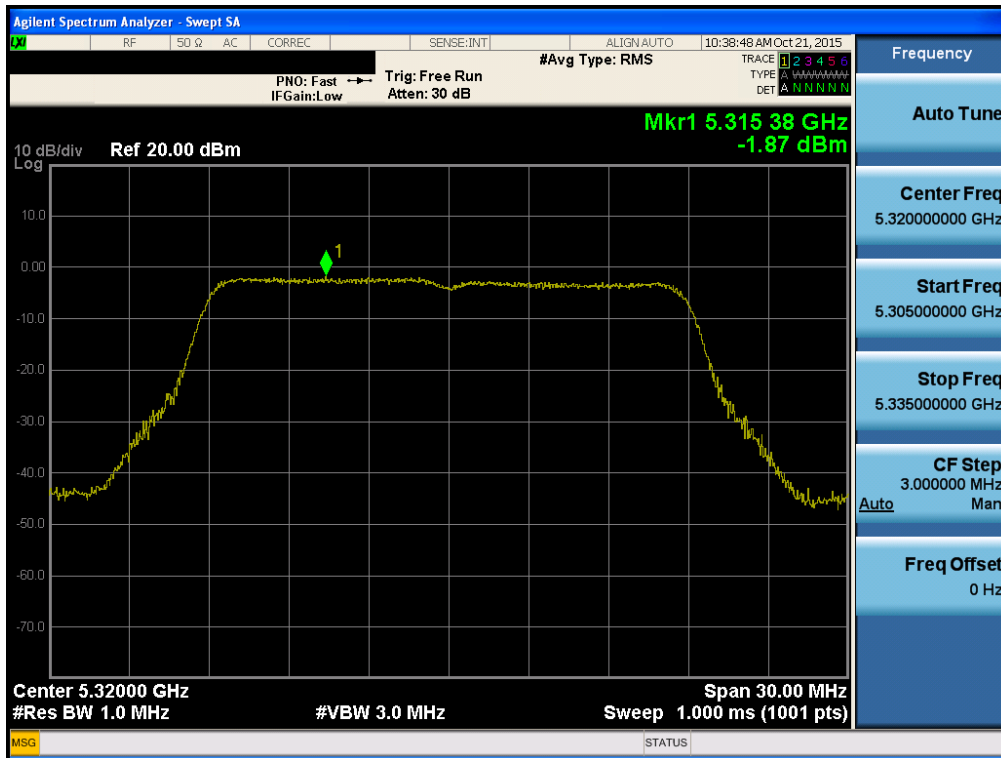 Agilent Spectrum Analyzer - Swept SA
LXI RF 50 Ω AC CORREC SENSE:INT ALIGN AUTO 10:38:48 AM Oct 21, 2015
#Avg Type: RMS
TRACE 1 2 3 4 5 6
TYPE A WWWWW
DET A N N N N N
PNO: Fast
IFGain:Low
Trig: Free Run
Atten: 30 dB
Mkr1 5.315 38 GHz
-1.87 dBm
10 dB/div Ref 20.00 dBm
Log
10.0
0.00
-10.0
-20.0
-30.0
-40.0
-50.0
-60.0
-70.0
1
Center 5.32000 GHz
Span 30.00 MHz
#Res BW 1.0 MHz
#VBW 3.0 MHz
Sweep 1.000 ms (1001 pts)
MSG
STATUS
Frequency
Auto Tune
Center Freq
5.320000000 GHz
Start Freq
5.305000000 GHz
Stop Freq
5.335000000 GHz
CF Step
3.000000 MHz
Auto Man
Freq Offset
0 Hz